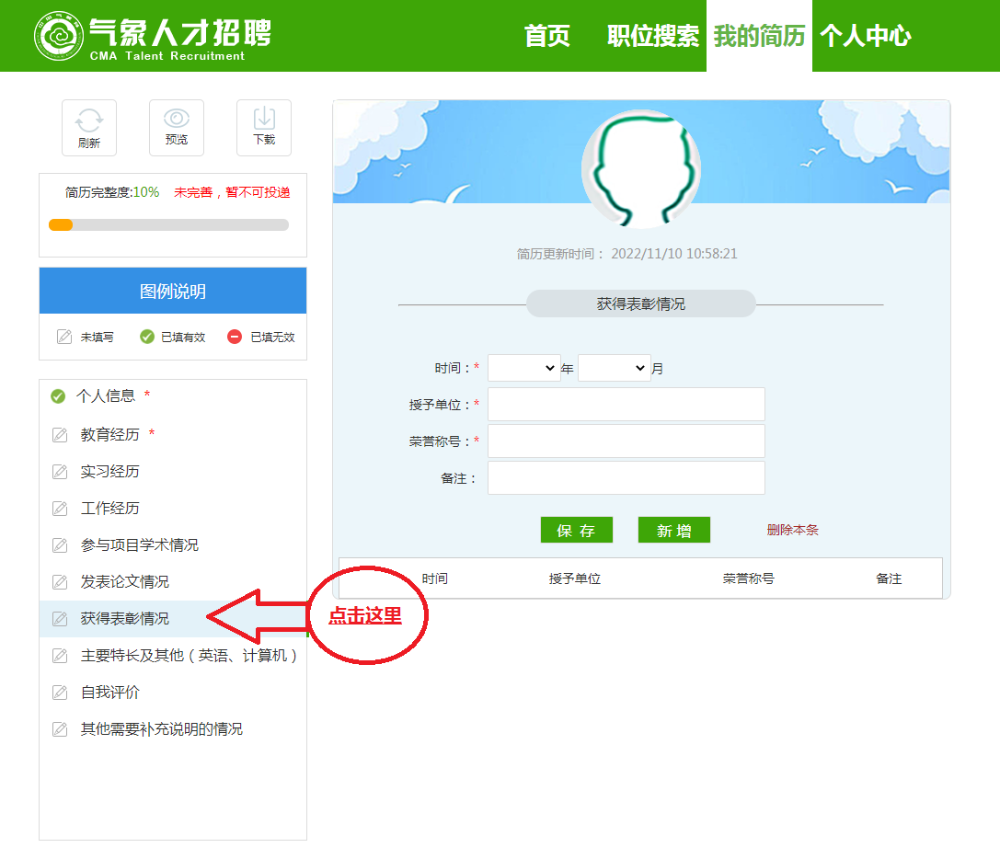 气象人才招聘
CMA Talent Recruitment
首页 职位搜索 我的简历 个人中心
刷新 预览 下载
简历完整度:10% 未完善，暂不可投递
图例说明
未填写 已填有效 已填无效
个人信息 *
教育经历 *
实习经历
工作经历
参与项目学术情况
发表论文情况
获得表彰情况
主要特长及其他（英语、计算机）
自我评价
其他需要补充说明的情况
点击这里
简历更新时间： 2022/11/10 10:58:21
获得表彰情况
时间：* 年 月
授予单位：*
荣誉称号：*
备注：
保 存 新 增 删除本条
时间 授予单位 荣誉称号 备注